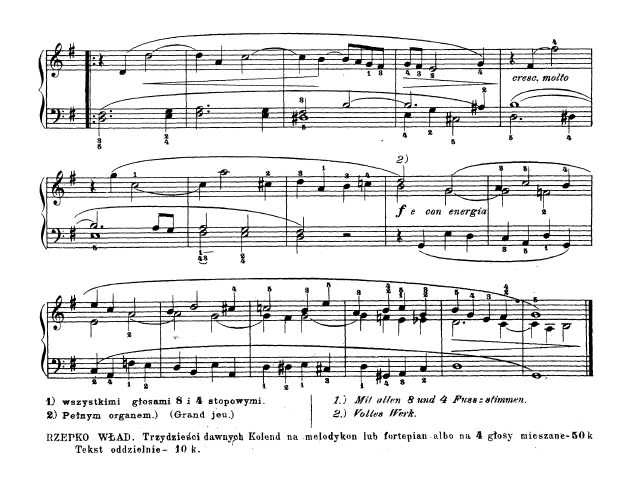 cresc. molto
2)
f e con energia
1) wszystkimi głosami 8 i 4 stopowymi.
1.) Mit allen 8 und 4 Fusz=stimmen.
2) Pełnym organem.) (Grand jeu.)
2.) Volles Werk.
RZEPKO WŁAD. Trzydzieści dawnych Kolend na melodykon lub fortepian albo na 4 głosy mieszane-50 k
Tekst oddzielnie- 10 k.